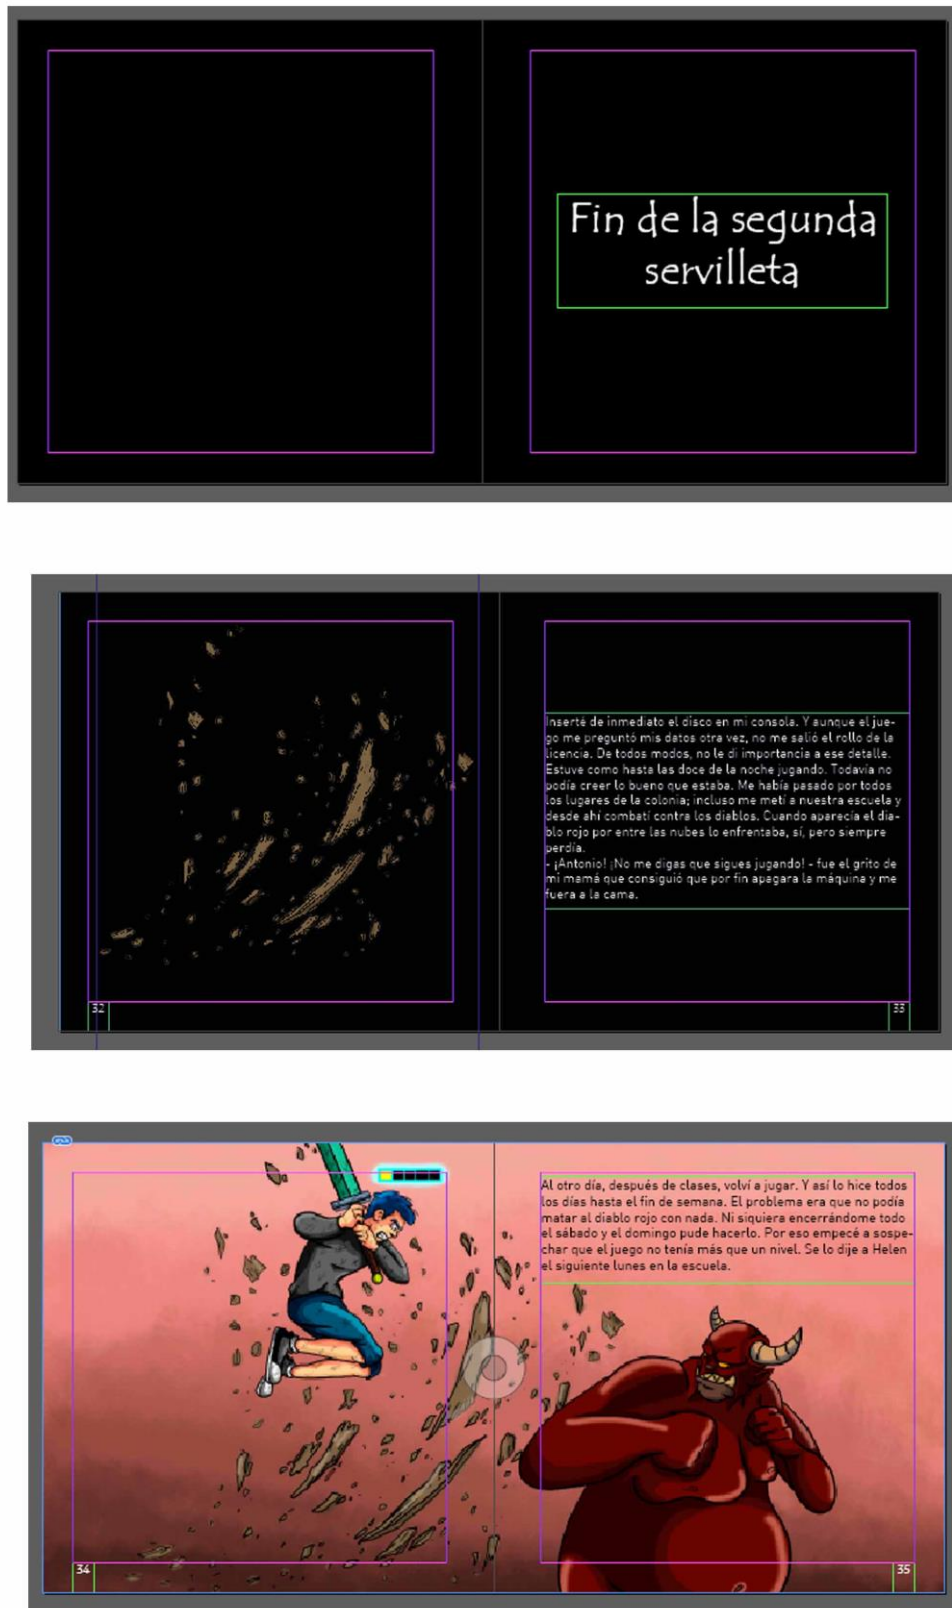 Fin de la segunda
servilleta
Inserté de inmediato el disco en mi consola. Y aunque el jue-
go me preguntó mis datos otra vez, no me salió el rollo de la
licencia. De todos modos, no le di importancia a ese detalle.
Estuve como hasta las doce de la noche jugando. Todavía no
podía creer lo bueno que estaba. Me había pasado por todos
los lugares de la colonia; incluso me metí a nuestra escuela y
desde ahí combatí contra los diablos. Cuando aparecía el dia-
blo rojo por entre las nubes lo enfrentaba, sí, pero siempre
perdía.
- ¡Antonio! ¡No me digas que sigues jugando! - fue el grito de
mi mamá que consiguió que por fin apagara la máquina y me
fuera a la cama.
32
33
Al otro día, después de clases, volví a jugar. Y así lo hice todos
los días hasta el fin de semana. El problema era que no podía
matar al diablo rojo con nada. Ni siquiera encerrándome todo
el sábado y el domingo pude hacerlo. Por eso empecé a sospe-
char que el juego no tenía más que un nivel. Se lo dije a Helen
el siguiente lunes en la escuela.
34
35